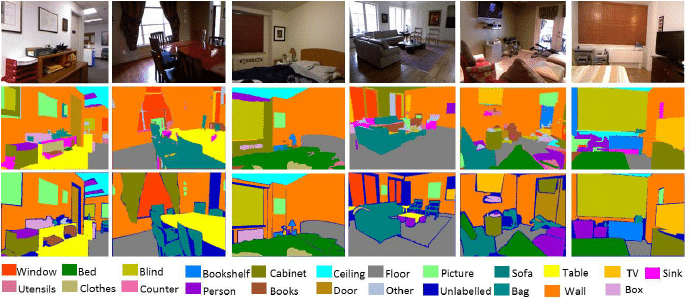 Window Bed Blind Bookshelf Cabinet Ceiling Floor Picture Sofa Table TV Sink
Utensils Clothes Counter Person Books Door Other Unlabelled Bag Wall Box